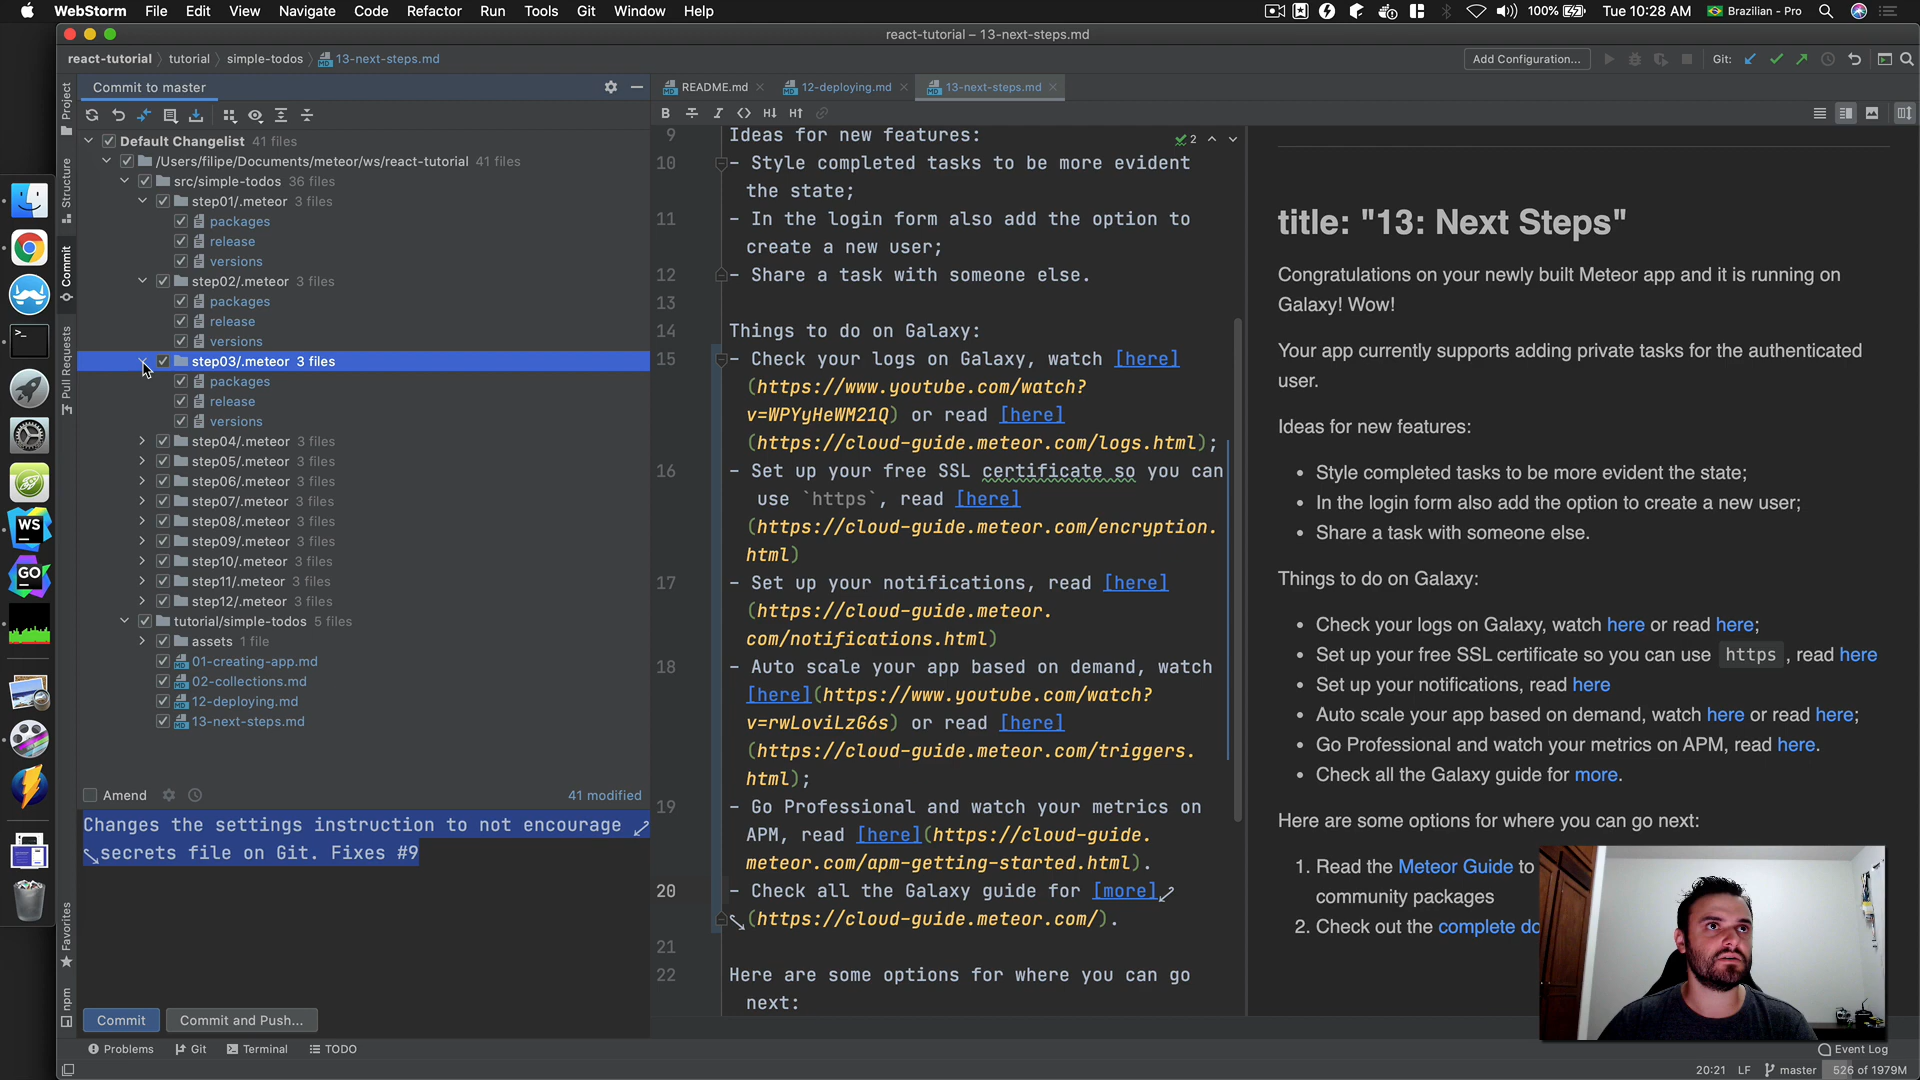 WebStorm File Edit View Navigate Code Refactor Run Tools Git Window Help
100% Tue 10:28 AM Brazilian - Pro
react-tutorial – 13-next-steps.md
react-tutorial tutorial simple-todos 13-next-steps.md
Add Configuration... Git:
Project
Structure
Commit
Pull Requests
Favorites
npm
Commit to master
Default Changelist 41 files
/Users/filipe/Documents/meteor/ws/react-tutorial 41 files
src/simple-todos 36 files
step01/.meteor 3 files
packages
release
versions
step02/.meteor 3 files
packages
release
versions
step03/.meteor 3 files
packages
release
versions
step04/.meteor 3 files
step05/.meteor 3 files
step06/.meteor 3 files
step07/.meteor 3 files
step08/.meteor 3 files
step09/.meteor 3 files
step10/.meteor 3 files
step11/.meteor 3 files
step12/.meteor 3 files
tutorial/simple-todos 5 files
assets 1 file
01-creating-app.md
02-collections.md
12-deploying.md
13-next-steps.md
Amend 41 modified
Changes the settings instruction to not encourage
secrets file on Git. Fixes #9
Commit Commit and Push...
README.md 12-deploying.md 13-next-steps.md
B I H↓ H↑
2
9 Ideas for new features:
10 - Style completed tasks to be more evident
the state;
11 - In the login form also add the option to
create a new user;
12 - Share a task with someone else.
13
14 Things to do on Galaxy:
15 - Check your logs on Galaxy, watch [here]
(https://www.youtube.com/watch?
v=WPYyHeWM21Q) or read [here]
(https://cloud-guide.meteor.com/logs.html);
16 - Set up your free SSL certificate so you can
use `https`, read [here]
(https://cloud-guide.meteor.com/encryption.
html)
17 - Set up your notifications, read [here]
(https://cloud-guide.meteor.
com/notifications.html)
18 - Auto scale your app based on demand, watch
[here](https://www.youtube.com/watch?
v=rwLoviLzG6s) or read [here]
(https://cloud-guide.meteor.com/triggers.
html);
19 - Go Professional and watch your metrics on
APM, read [here](https://cloud-guide.
meteor.com/apm-getting-started.html).
20 - Check all the Galaxy guide for [more]
(https://cloud-guide.meteor.com/).
21
22 Here are some options for where you can go
next:
title: "13: Next Steps"
Congratulations on your newly built Meteor app and it is running on
Galaxy! Wow!
Your app currently supports adding private tasks for the authenticated
user.
Ideas for new features:
• Style completed tasks to be more evident the state;
• In the login form also add the option to create a new user;
• Share a task with someone else.
Things to do on Galaxy:
• Check your logs on Galaxy, watch here or read here;
• Set up your free SSL certificate so you can use https , read here
• Set up your notifications, read here
• Auto scale your app based on demand, watch here or read here;
• Go Professional and watch your metrics on APM, read here.
• Check all the Galaxy guide for more.
Here are some options for where you can go next:
1. Read the Meteor Guide to
community packages
2. Check out the complete do
WS
GO
Problems Git Terminal TODO Event Log
20:21 LF master 526 of 1979M